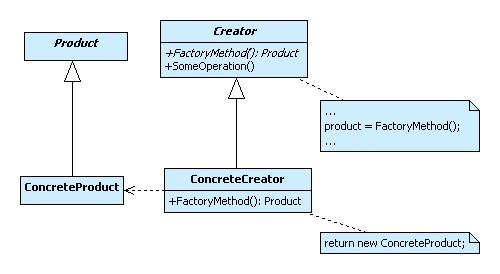 Product
Creator
+FactoryMethod(): Product
+SomeOperation()
...
product = FactoryMethod();
...
ConcreteProduct
ConcreteCreator
+FactoryMethod(): Product
return new ConcreteProduct;